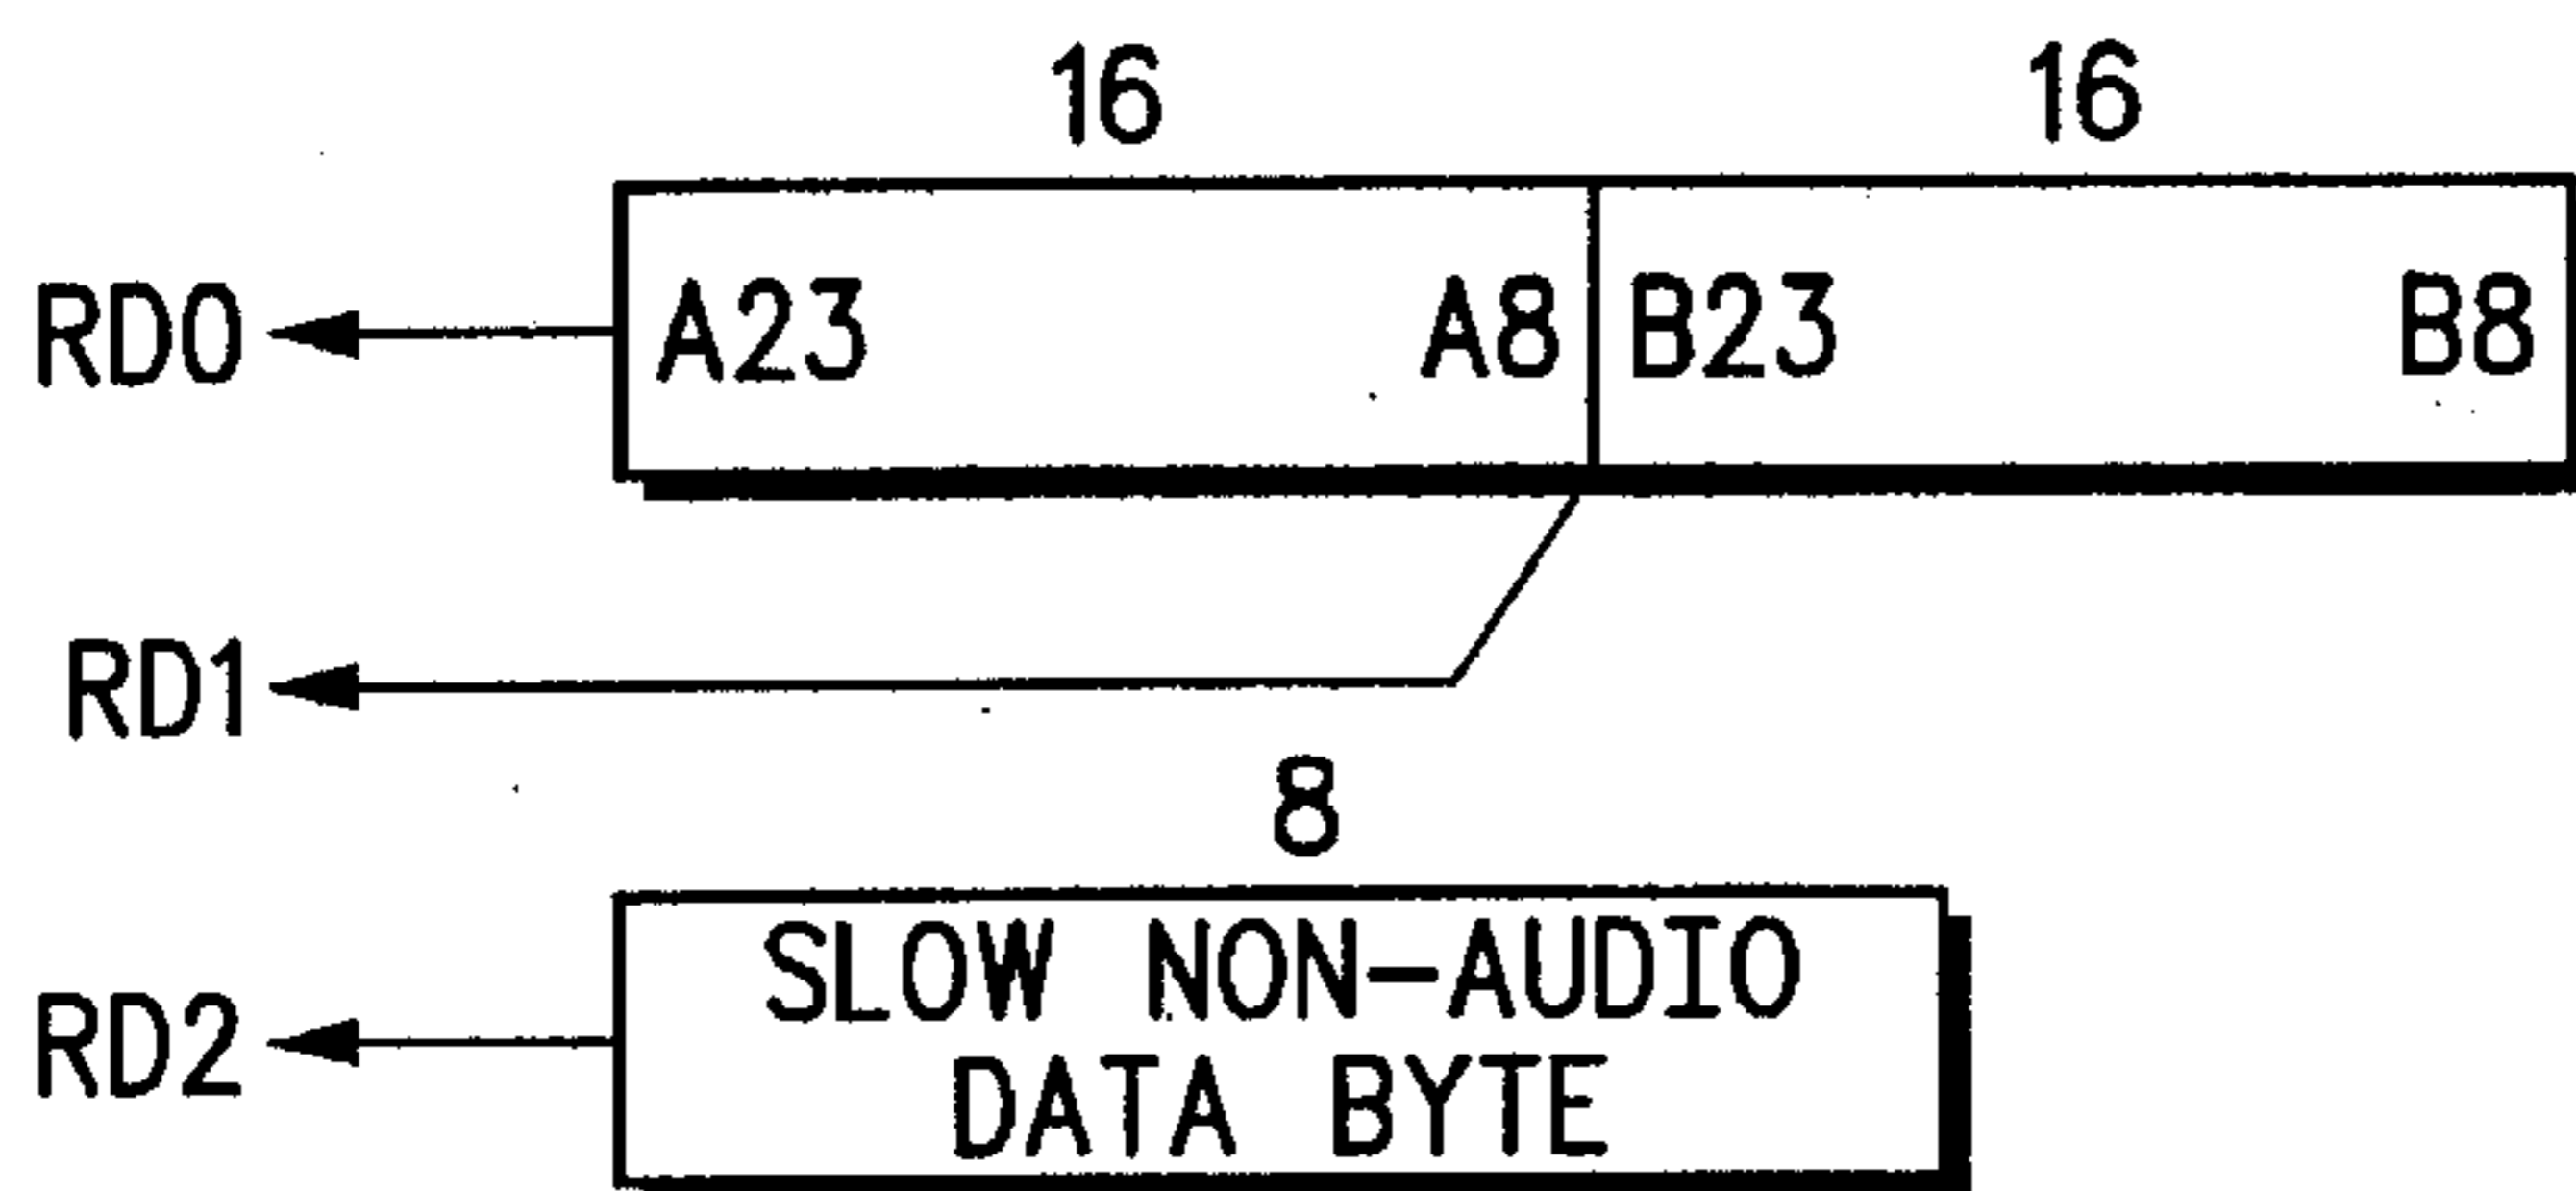 16 16
RD0 A23 A8 B23 B8
RD1
8
RD2 SLOW NON-AUDIO
DATA BYTE